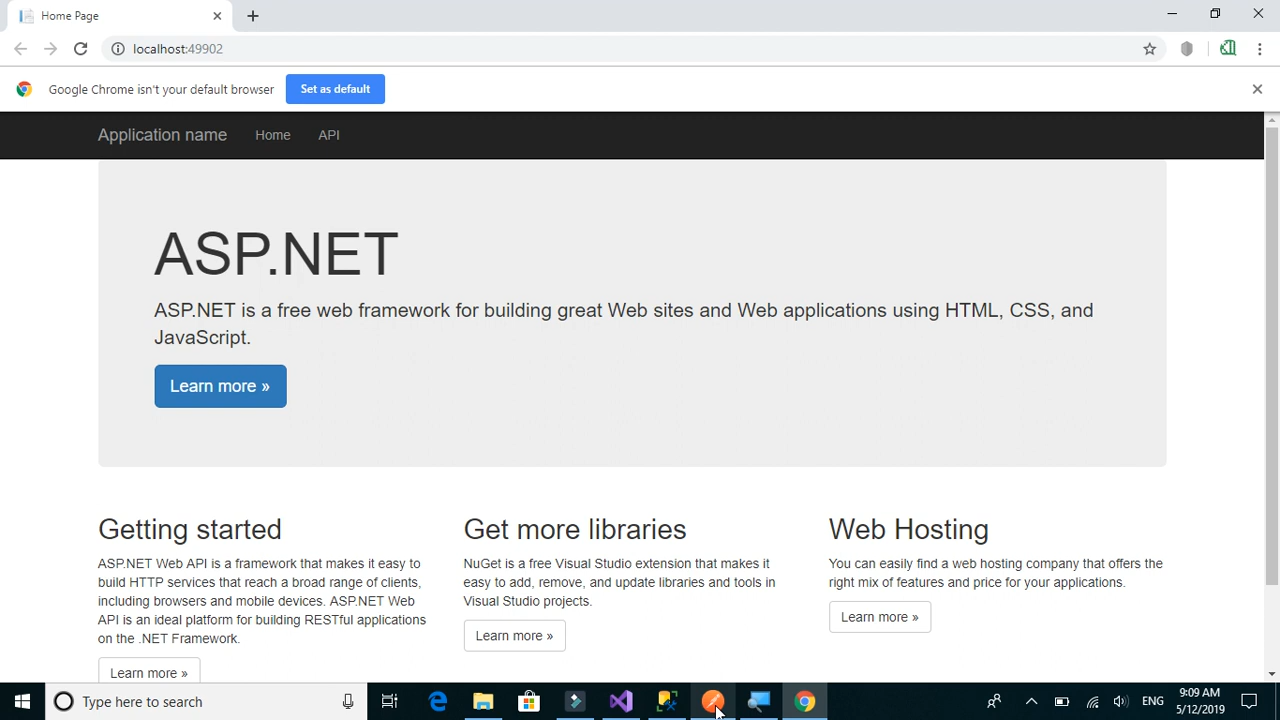 Home Page
localhost:49902
Google Chrome isn't your default browser
Set as default
Application name
Home
API
ASP.NET
ASP.NET is a free web framework for building great Web sites and Web applications using HTML, CSS, and
JavaScript.
Learn more »
Getting started
ASP.NET Web API is a framework that makes it easy to
build HTTP services that reach a broad range of clients,
including browsers and mobile devices. ASP.NET Web
API is an ideal platform for building RESTful applications
on the .NET Framework.
Learn more »
Get more libraries
NuGet is a free Visual Studio extension that makes it
easy to add, remove, and update libraries and tools in
Visual Studio projects.
Learn more »
Web Hosting
You can easily find a web hosting company that offers the
right mix of features and price for your applications.
Learn more »
Type here to search
ENG
9:09 AM
5/12/2019